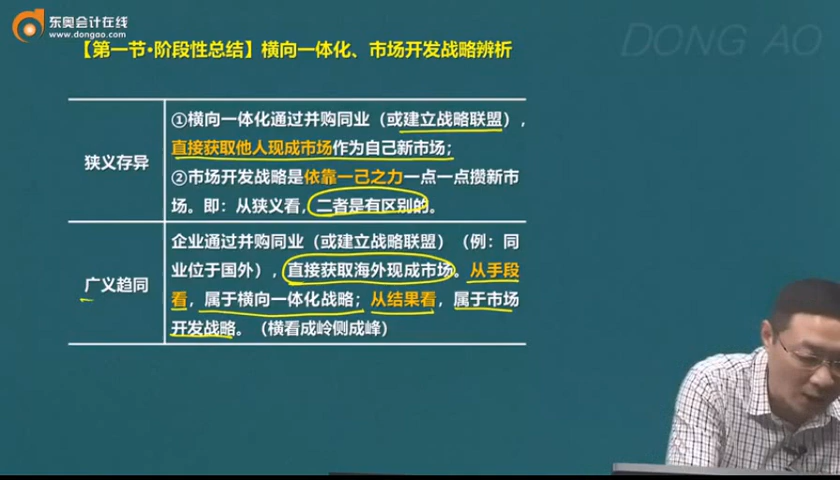 东奥会计在线
www.dongao.com
DONG AO
【第一节·阶段性总结】横向一体化、市场开发战略辨析
狭义存异
①横向一体化通过并购同业（或建立战略联盟），
直接获取他人现成市场作为自己新市场；
②市场开发战略是依靠一己之力一点一点攒新市
场。即：从狭义看，二者是有区别的。
广义趋同
企业通过并购同业（或建立战略联盟）（例：同
业位于国外），直接获取海外现成市场。从手段
看，属于横向一体化战略；从结果看，属于市场
开发战略。（横看成岭侧成峰）